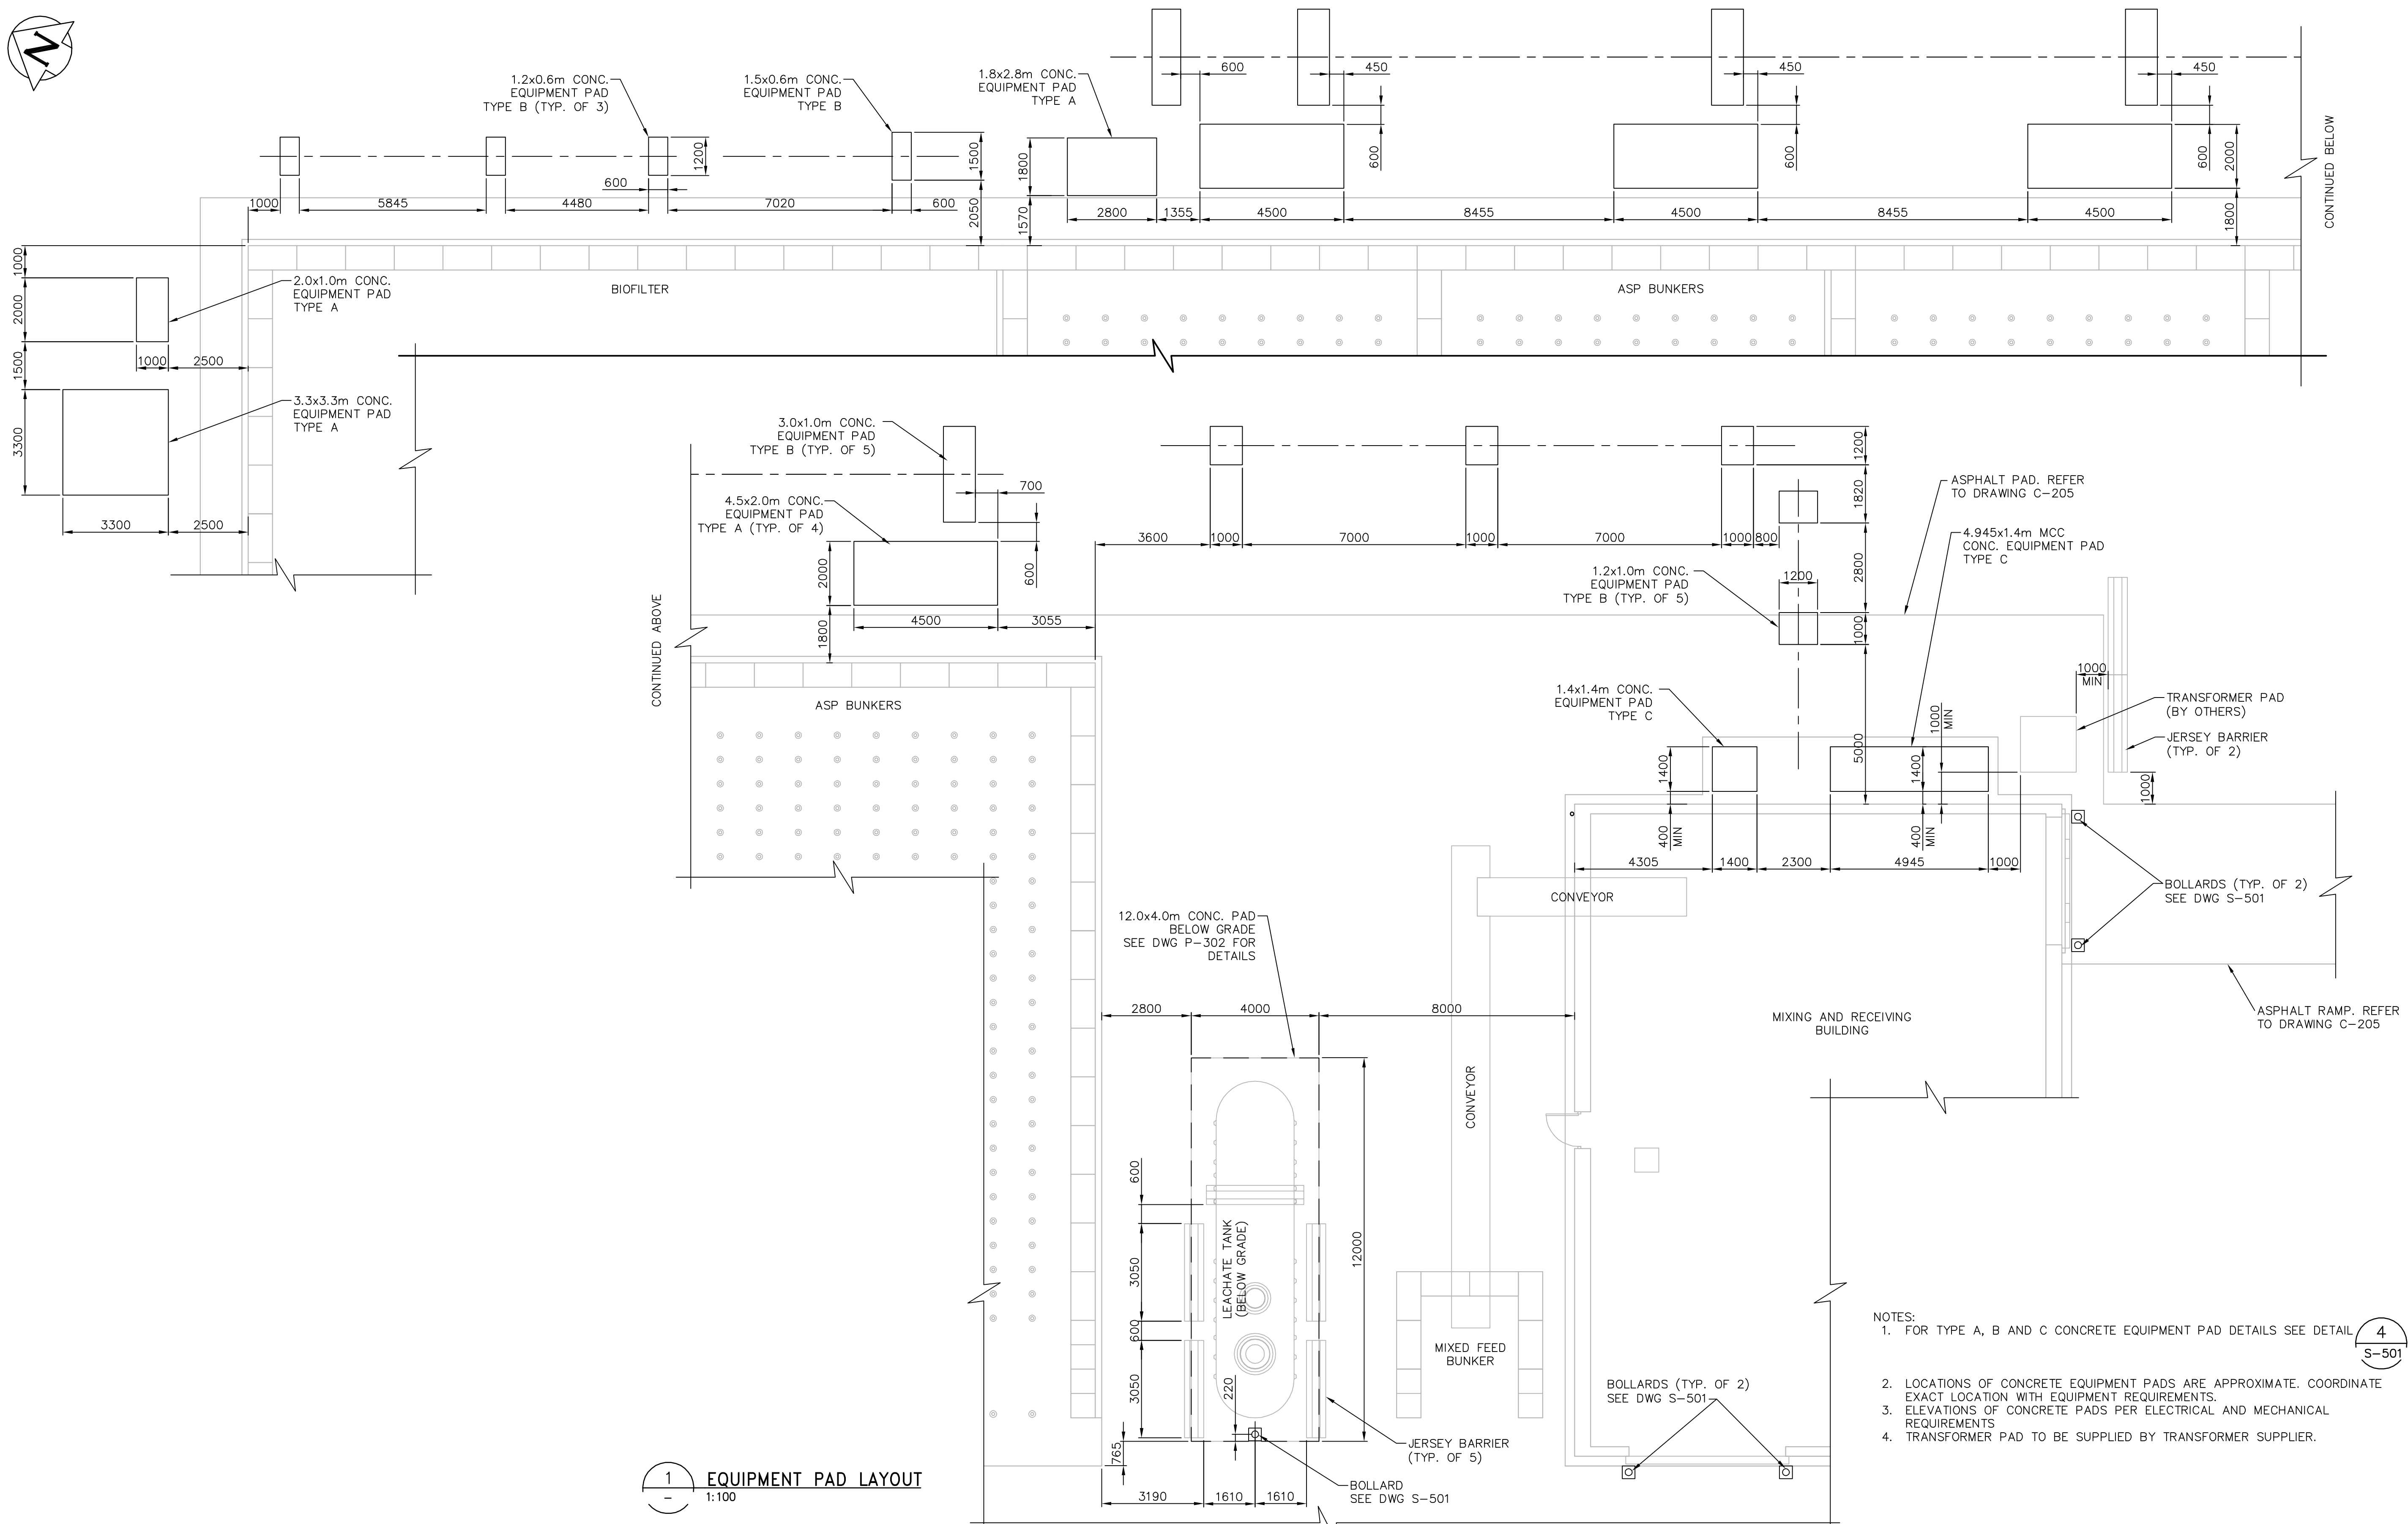 N
1.2x0.6m CONC.
EQUIPMENT PAD
TYPE B (TYP. OF 3)
1.5x0.6m CONC.
EQUIPMENT PAD
TYPE B
1.8x2.8m CONC.
EQUIPMENT PAD
TYPE A
600
450
450
450
1200
600
1500
2050
1800
1570
600
600
600
2000
1800
CONTINUED BELOW
1000
5845
4480
7020
600
2800
1355
4500
8455
4500
8455
4500
1000
2000
1500
3300
2.0x1.0m CONC.
EQUIPMENT PAD
TYPE A
BIOFILTER
ASP BUNKERS
1000
2500
3.3x3.3m CONC.
EQUIPMENT PAD
TYPE A
3300
2500
3.0x1.0m CONC.
EQUIPMENT PAD
TYPE B (TYP. OF 5)
700
4.5x2.0m CONC.
EQUIPMENT PAD
TYPE A (TYP. OF 4)
2000
600
1800
4500
3055
CONTINUED ABOVE
ASP BUNKERS
3600
1000
7000
1000
7000
1000
800
1200
1820
2800
1000
5000
1200
1.2x1.0m CONC.
EQUIPMENT PAD
TYPE B (TYP. OF 5)
ASPHALT PAD. REFER
TO DRAWING C-205
4.945x1.4m MCC
CONC. EQUIPMENT PAD
TYPE C
1.4x1.4m CONC.
EQUIPMENT PAD
TYPE C
1000
MIN
1000
MIN
TRANSFORMER PAD
(BY OTHERS)
JERSEY BARRIER
(TYP. OF 2)
1000
1400
400
MIN
1400
400
MIN
4305
1400
2300
4945
1000
BOLLARDS (TYP. OF 2)
SEE DWG S-501
CONVEYOR
12.0x4.0m CONC. PAD
BELOW GRADE
SEE DWG P-302 FOR
DETAILS
2800
4000
8000
MIXING AND RECEIVING
BUILDING
ASPHALT RAMP. REFER
TO DRAWING C-205
CONVEYOR
600
3050
600
3050
LEACHATE TANK
(BELOW GRADE)
12000
220
765
MIXED FEED
BUNKER
JERSEY BARRIER
(TYP. OF 5)
BOLLARD
SEE DWG S-501
3190
1610
1610
BOLLARDS (TYP. OF 2)
SEE DWG S-501
NOTES:
1. FOR TYPE A, B AND C CONCRETE EQUIPMENT PAD DETAILS SEE DETAIL
4
S-501
2. LOCATIONS OF CONCRETE EQUIPMENT PADS ARE APPROXIMATE. COORDINATE
EXACT LOCATION WITH EQUIPMENT REQUIREMENTS.
3. ELEVATIONS OF CONCRETE PADS PER ELECTRICAL AND MECHANICAL
REQUIREMENTS
4. TRANSFORMER PAD TO BE SUPPLIED BY TRANSFORMER SUPPLIER.
1
-
EQUIPMENT PAD LAYOUT
1:100